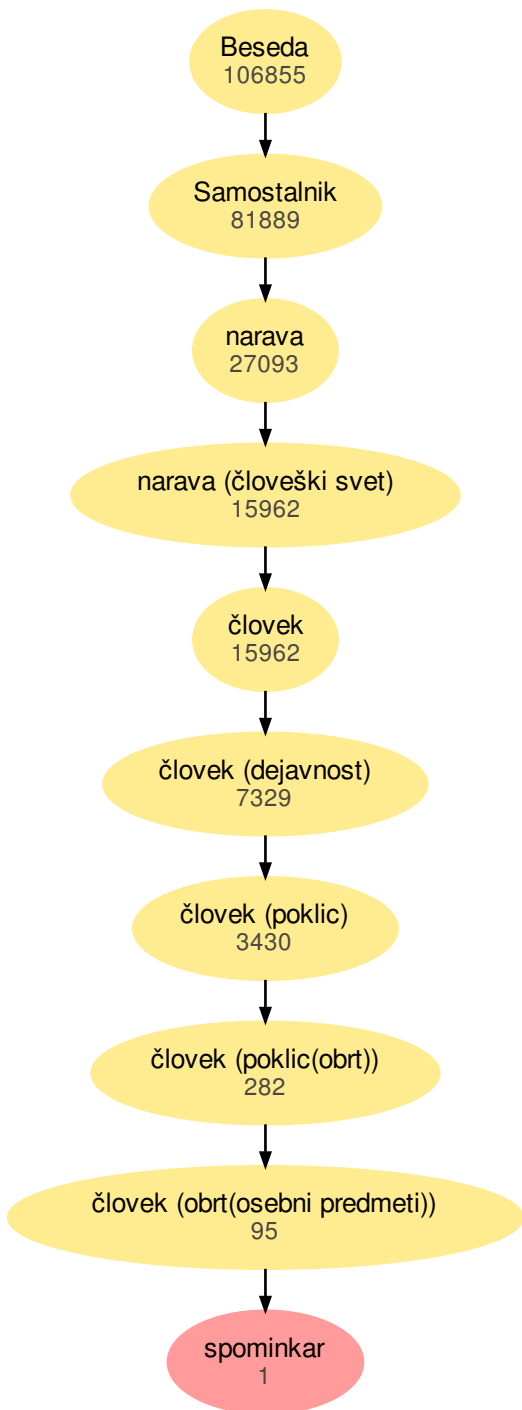 Beseda
106855
Samostalnik
81889
narava
27093
narava (človeški svet)
15962
človek
15962
človek (dejavnost)
7329
človek (poklic)
3430
človek (poklic(obrt))
282
človek (obrt(osebni predmeti))
95
spominkar
1